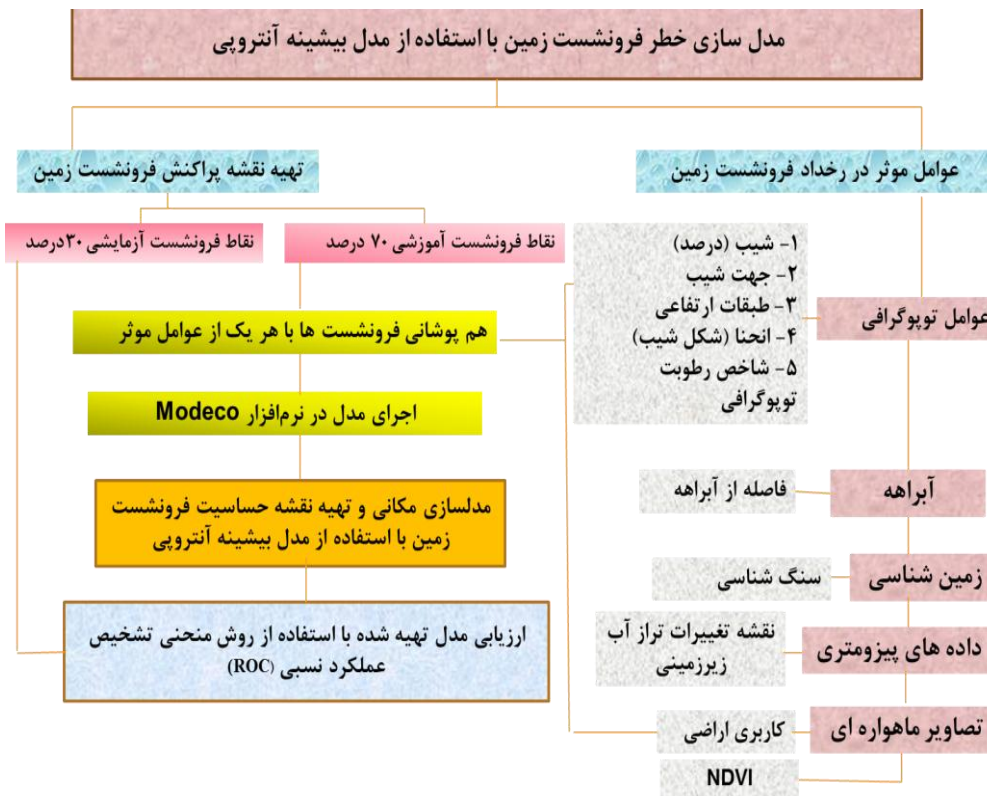 مدل سازی خطر فرونشست زمین با استفاده از مدل بیشینه آنتروپی
عوامل موثر در رخداد فرونشست زمین
تهیه نقشه پراکنش فرونشست زمین
نقاط فرونشست آموزشی ۷۰ درصد
نقاط فرونشست آزمایشی ۳۰درصد
۱- شیب (درصد)
۲- جهت شیب
۳- طبقات ارتفاعی
۴- انحنا (شکل شیب)
۵- شاخص رطوبت
توپوگرافی
عوامل توپوگرافی
هم پوشانی فرونشست ها با هر یک از عوامل موثر
اجرای مدل در نرم‌افزار Modeco
آبراهه
فاصله از آبراهه
مدلسازی مکانی و تهیه نقشه حساسیت فرونشست
زمین با استفاده از مدل بیشینه آنتروپی
زمین شناسی
سنگ شناسی
ارزیابی مدل تهیه شده با استفاده از روش منحنی تشخیص
عملکرد نسبی (ROC)
داده های پیزومتری
نقشه تغییرات تراز آب
زیرزمینی
تصاویر ماهواره ای
کاربری اراضی
NDVI